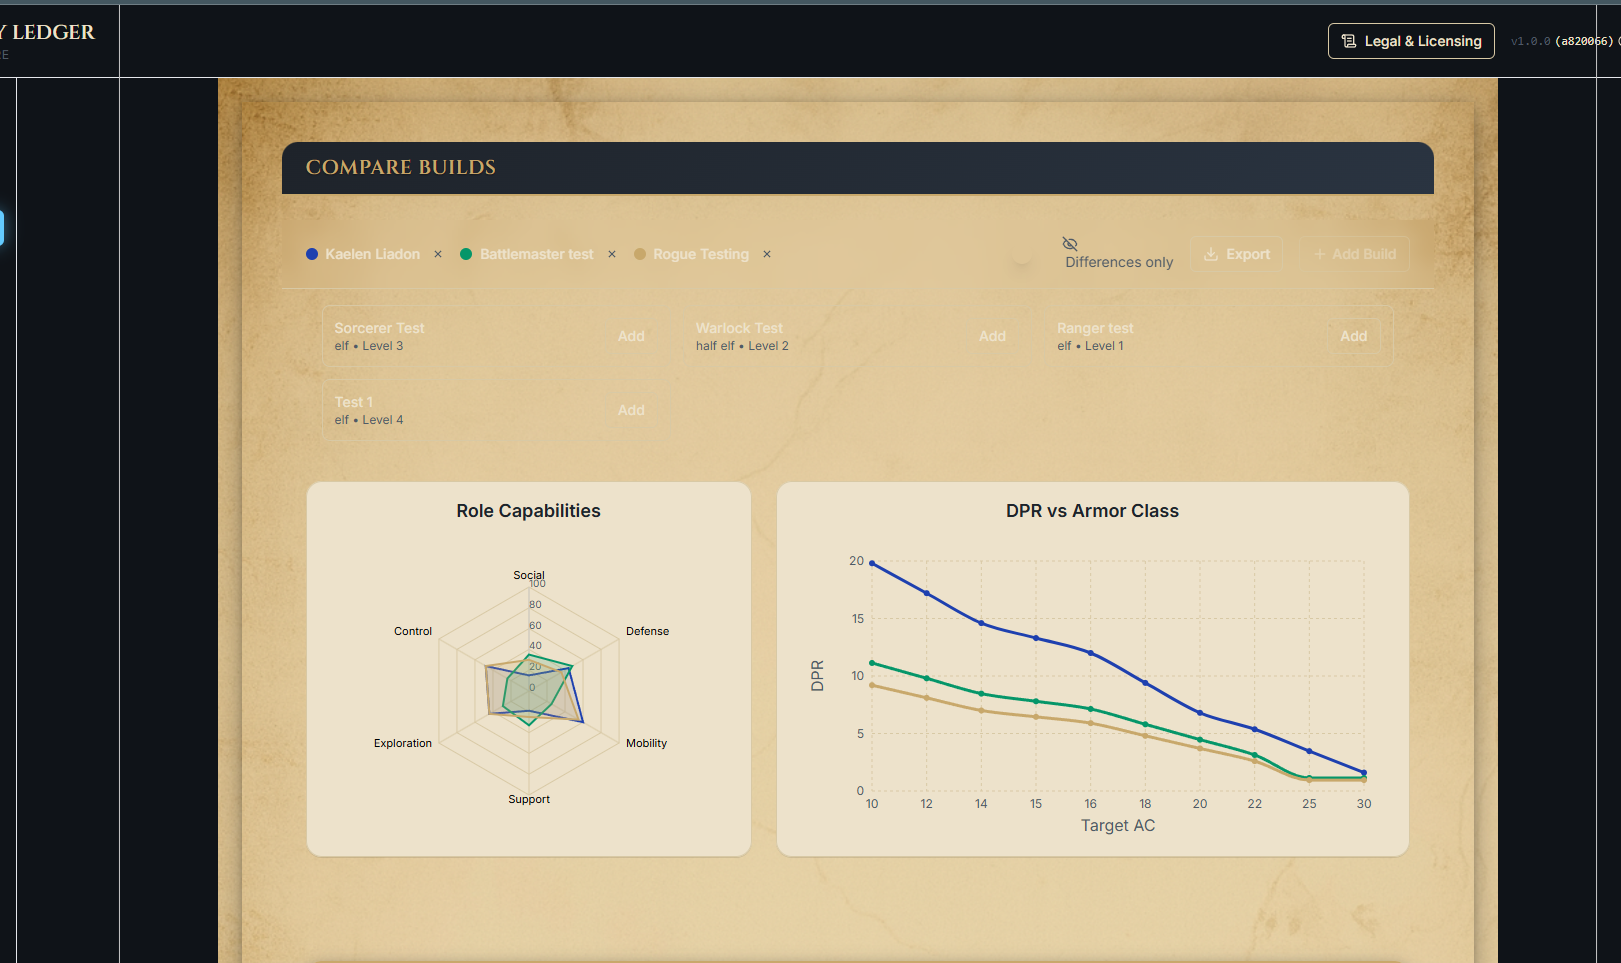 Y LEDGER
RE
Legal & Licensing
v1.0.0 (a820066)
COMPARE BUILDS
Kaelen Liadon × Battlemaster test × Rogue Testing ×
Differences only
Export
+ Add Build
Sorcerer Test
elf • Level 3
Add
Warlock Test
half elf • Level 2
Add
Ranger test
elf • Level 1
Add
Test 1
elf • Level 4
Add
Role Capabilities
Social
100
80
60
40
20
0
Control
Defense
Exploration
Mobility
Support
DPR vs Armor Class
20
15
10
5
0
DPR
10 12 14 15 16 18 20 22 25 30
Target AC